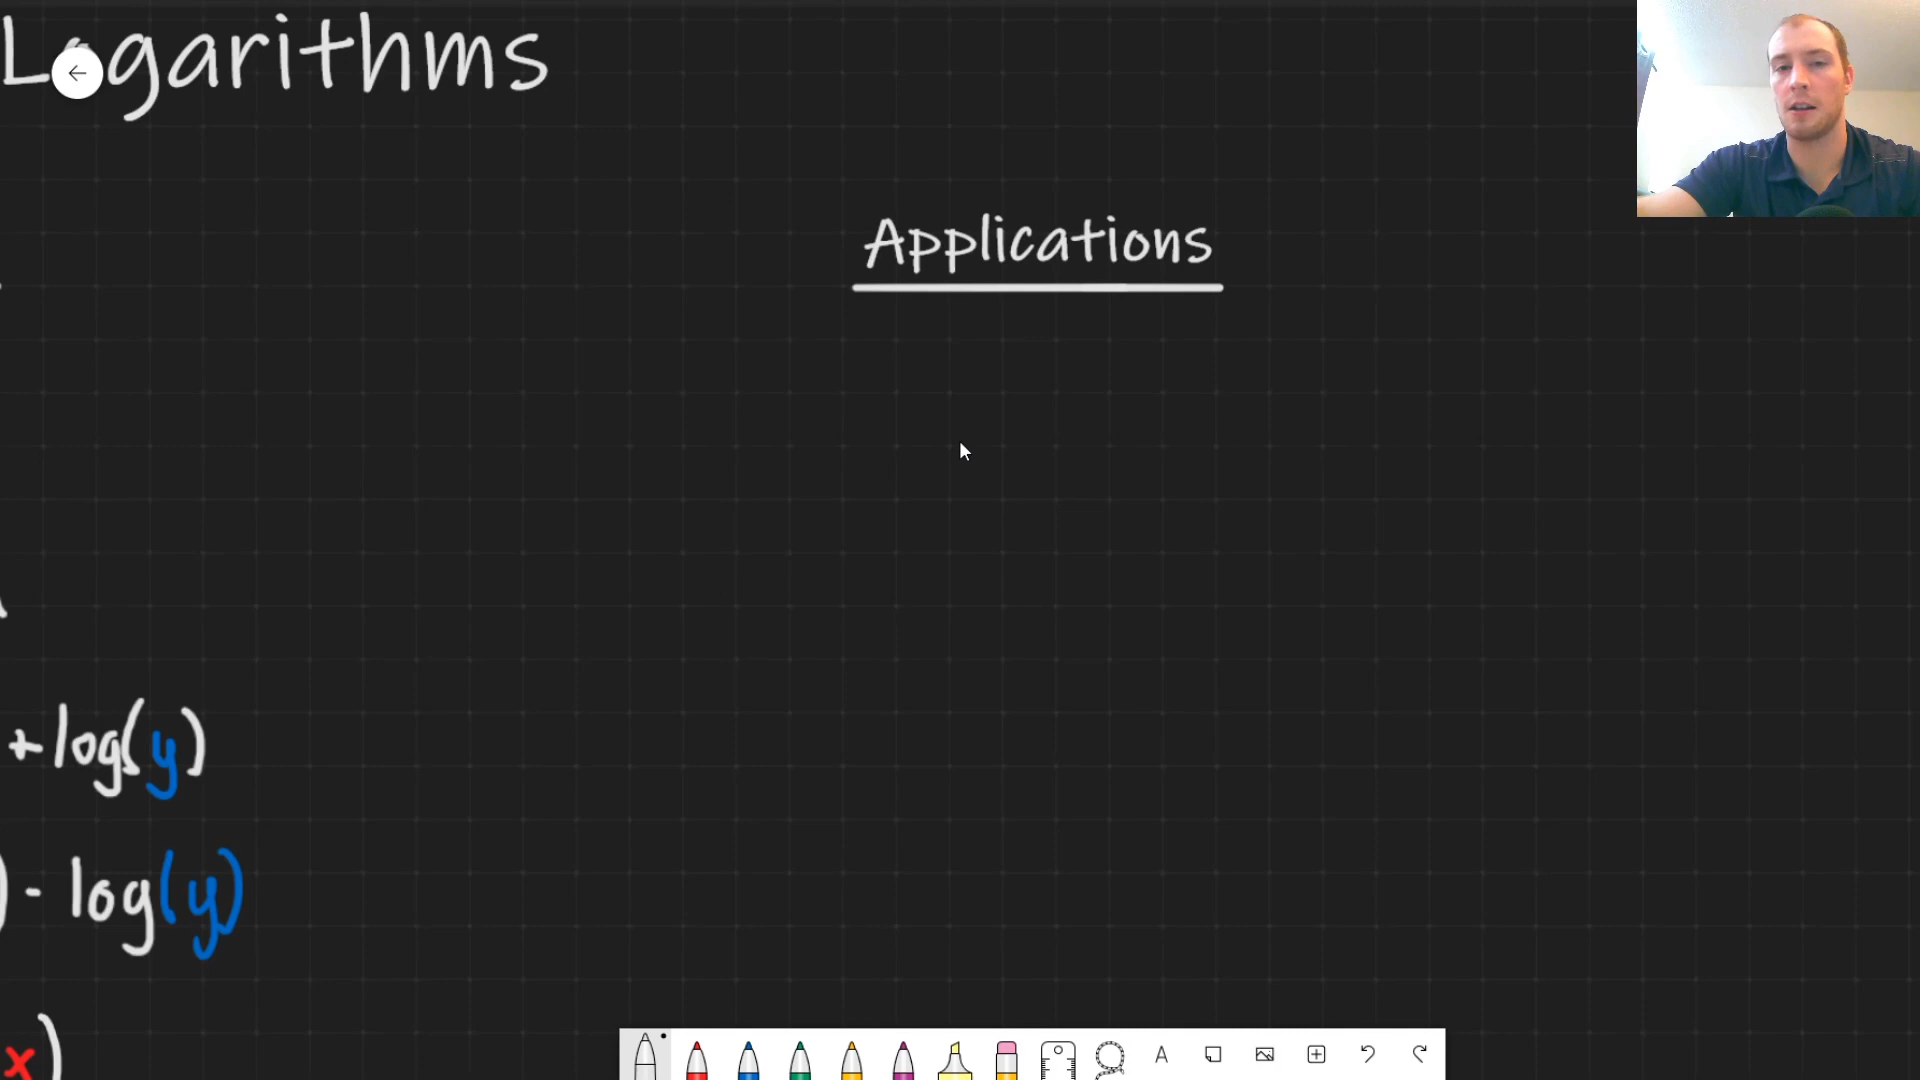 Logarithms
Applications
+ log(y)
) - log(y)
x)
A